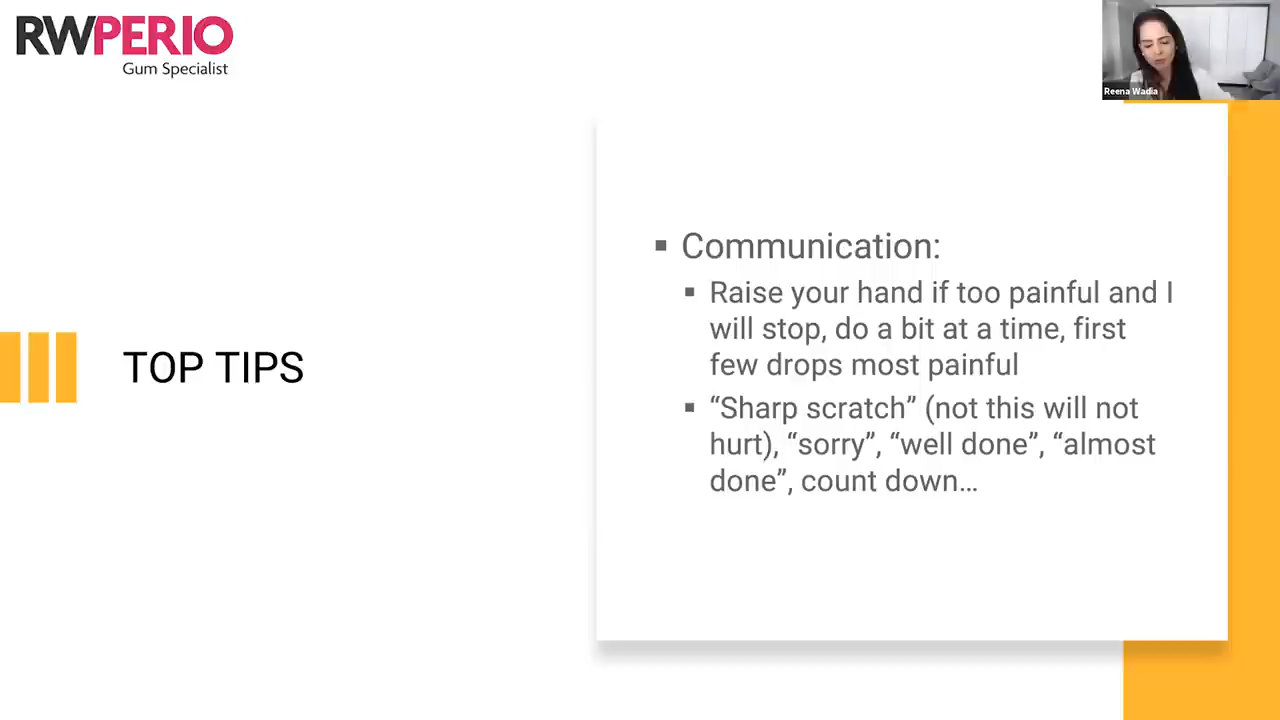 RWPERIO
Gum Specialist
Reena Wadia
TOP TIPS
▪ Communication:
▪ Raise your hand if too painful and I
will stop, do a bit at a time, first
few drops most painful
▪ “Sharp scratch” (not this will not
hurt), “sorry”, “well done”, “almost
done”, count down…